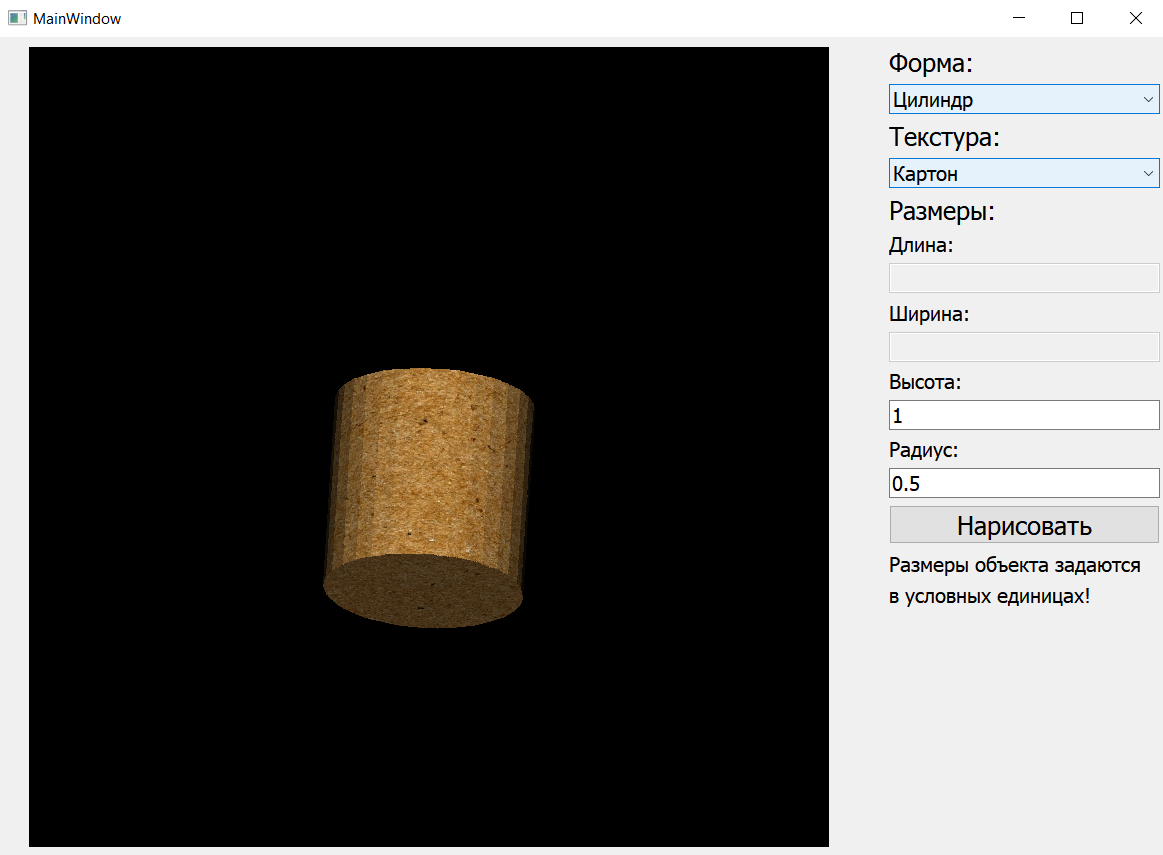 MainWindow
Форма:
Цилиндр
Текстура:
Картон
Размеры:
Длина:
Ширина:
Высота:
1
Радиус:
0.5
Нарисовать
Размеры объекта задаются
в условных единицах!